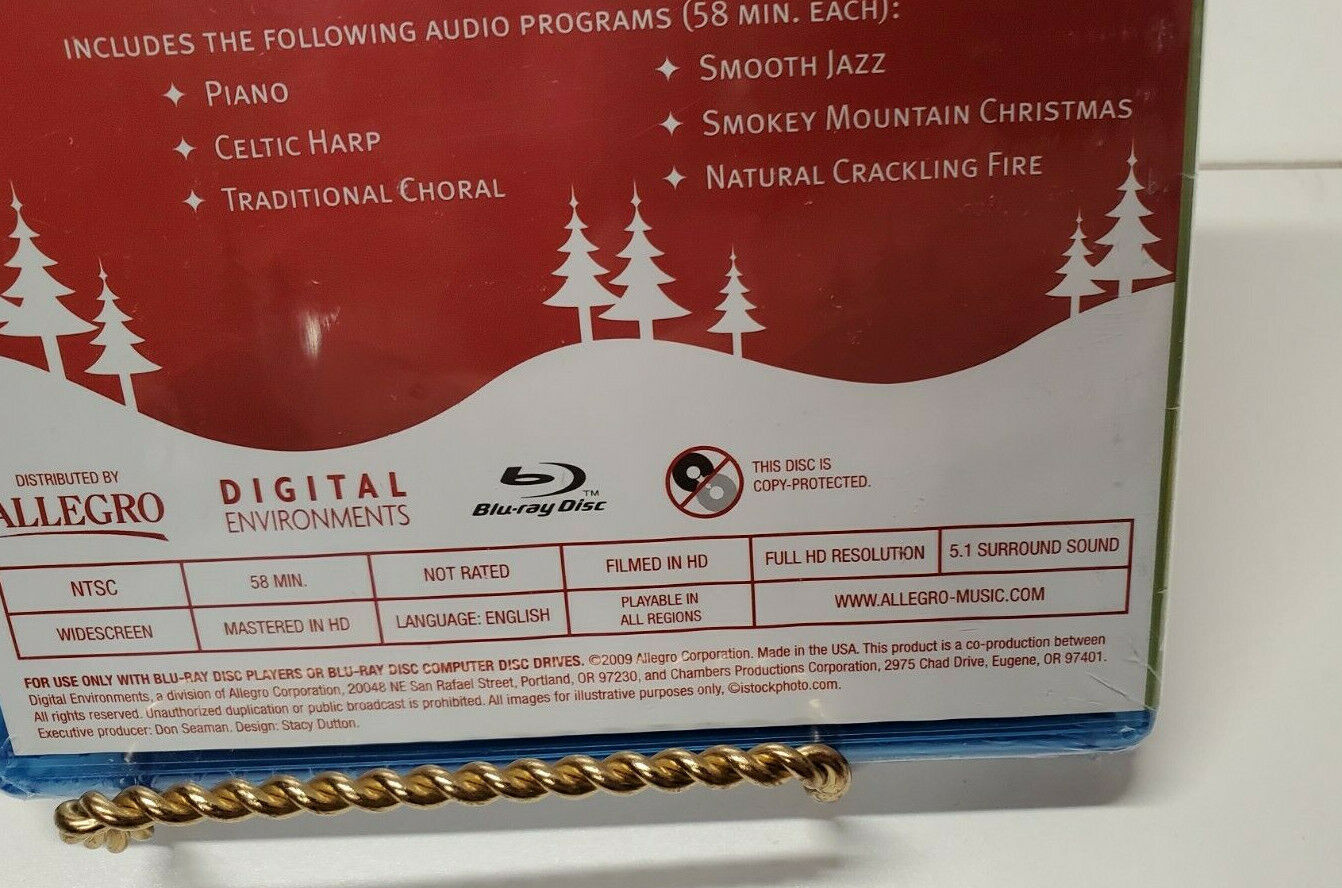 INCLUDES THE FOLLOWING AUDIO PROGRAMS (58 MIN. EACH):
PIANO
CELTIC HARP
TRADITIONAL CHORAL
SMOOTH JAZZ
SMOKEY MOUNTAIN CHRISTMAS
NATURAL CRACKLING FIRE
DISTRIBUTED BY
ALLEGRO
DIGITAL
ENVIRONMENTS
Blu-ray Disc™
THIS DISC IS
COPY-PROTECTED.
NTSC
58 MIN.
NOT RATED
FILMED IN HD
FULL HD RESOLUTION
5.1 SURROUND SOUND
WIDESCREEN
MASTERED IN HD
LANGUAGE: ENGLISH
PLAYABLE IN
ALL REGIONS
WWW.ALLEGRO-MUSIC.COM
FOR USE ONLY WITH BLU-RAY DISC PLAYERS OR BLU-RAY DISC COMPUTER DISC DRIVES. ©2009 Allegro Corporation. Made in the USA. This product is a co-production between
Digital Environments, a division of Allegro Corporation, 20048 NE San Rafael Street, Portland, OR 97230, and Chambers Productions Corporation, 2975 Chad Drive, Eugene, OR 97401.
All rights reserved. Unauthorized duplication or public broadcast is prohibited. All images for illustrative purposes only, ©istockphoto.com.
Executive producer: Don Seaman. Design: Stacy Dutton.